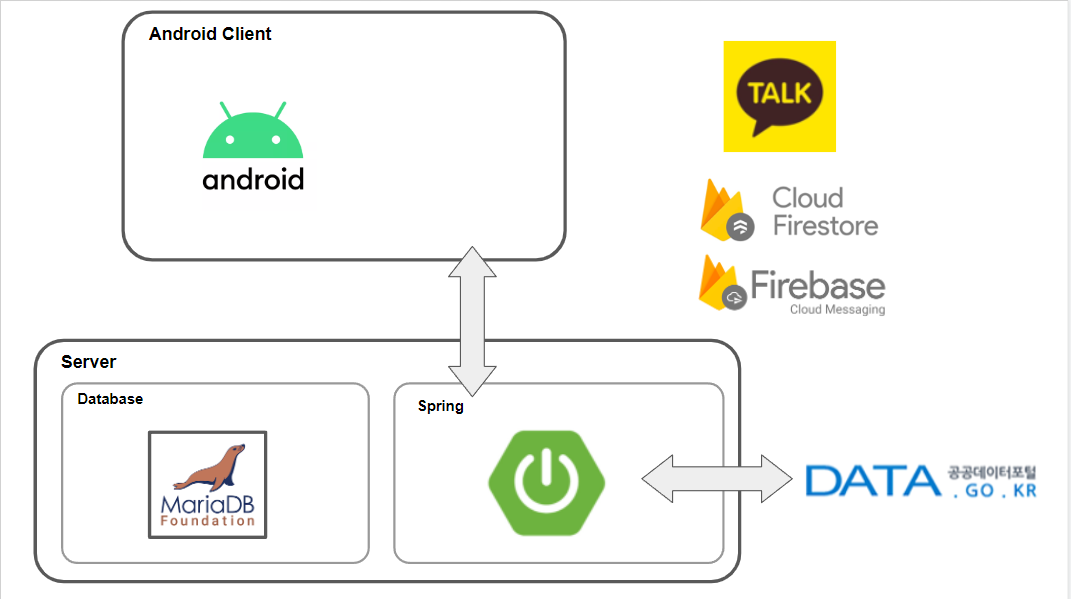 Android Client
android
TALK
Cloud
Firestore
Firebase
Cloud Messaging
Server
Database
MariaDB
Foundation
Spring
DATA
공공데이터포털
. GO . KR